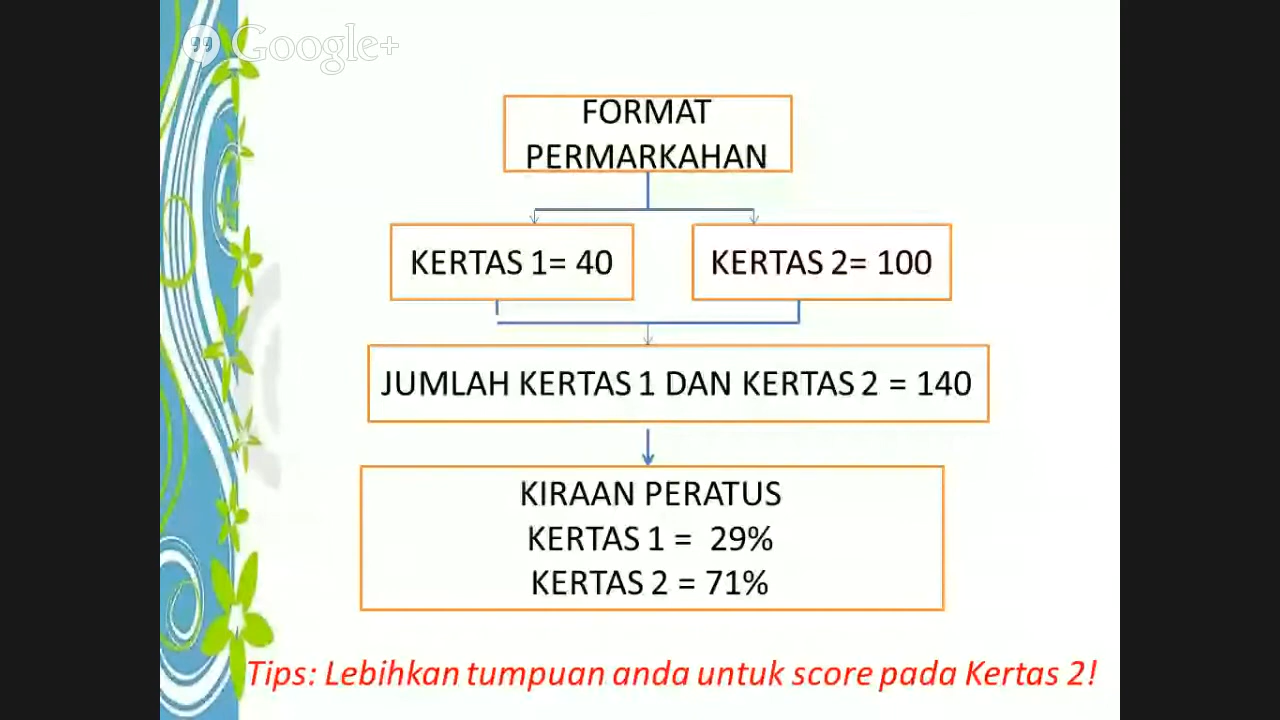 Google+
FORMAT
PERMARKAHAN
KERTAS 1= 40
KERTAS 2= 100
JUMLAH KERTAS 1 DAN KERTAS 2 = 140
KIRAAN PERATUS
KERTAS 1 = 29%
KERTAS 2 = 71%
Tips: Lebihkan tumpuan anda untuk score pada Kertas 2!